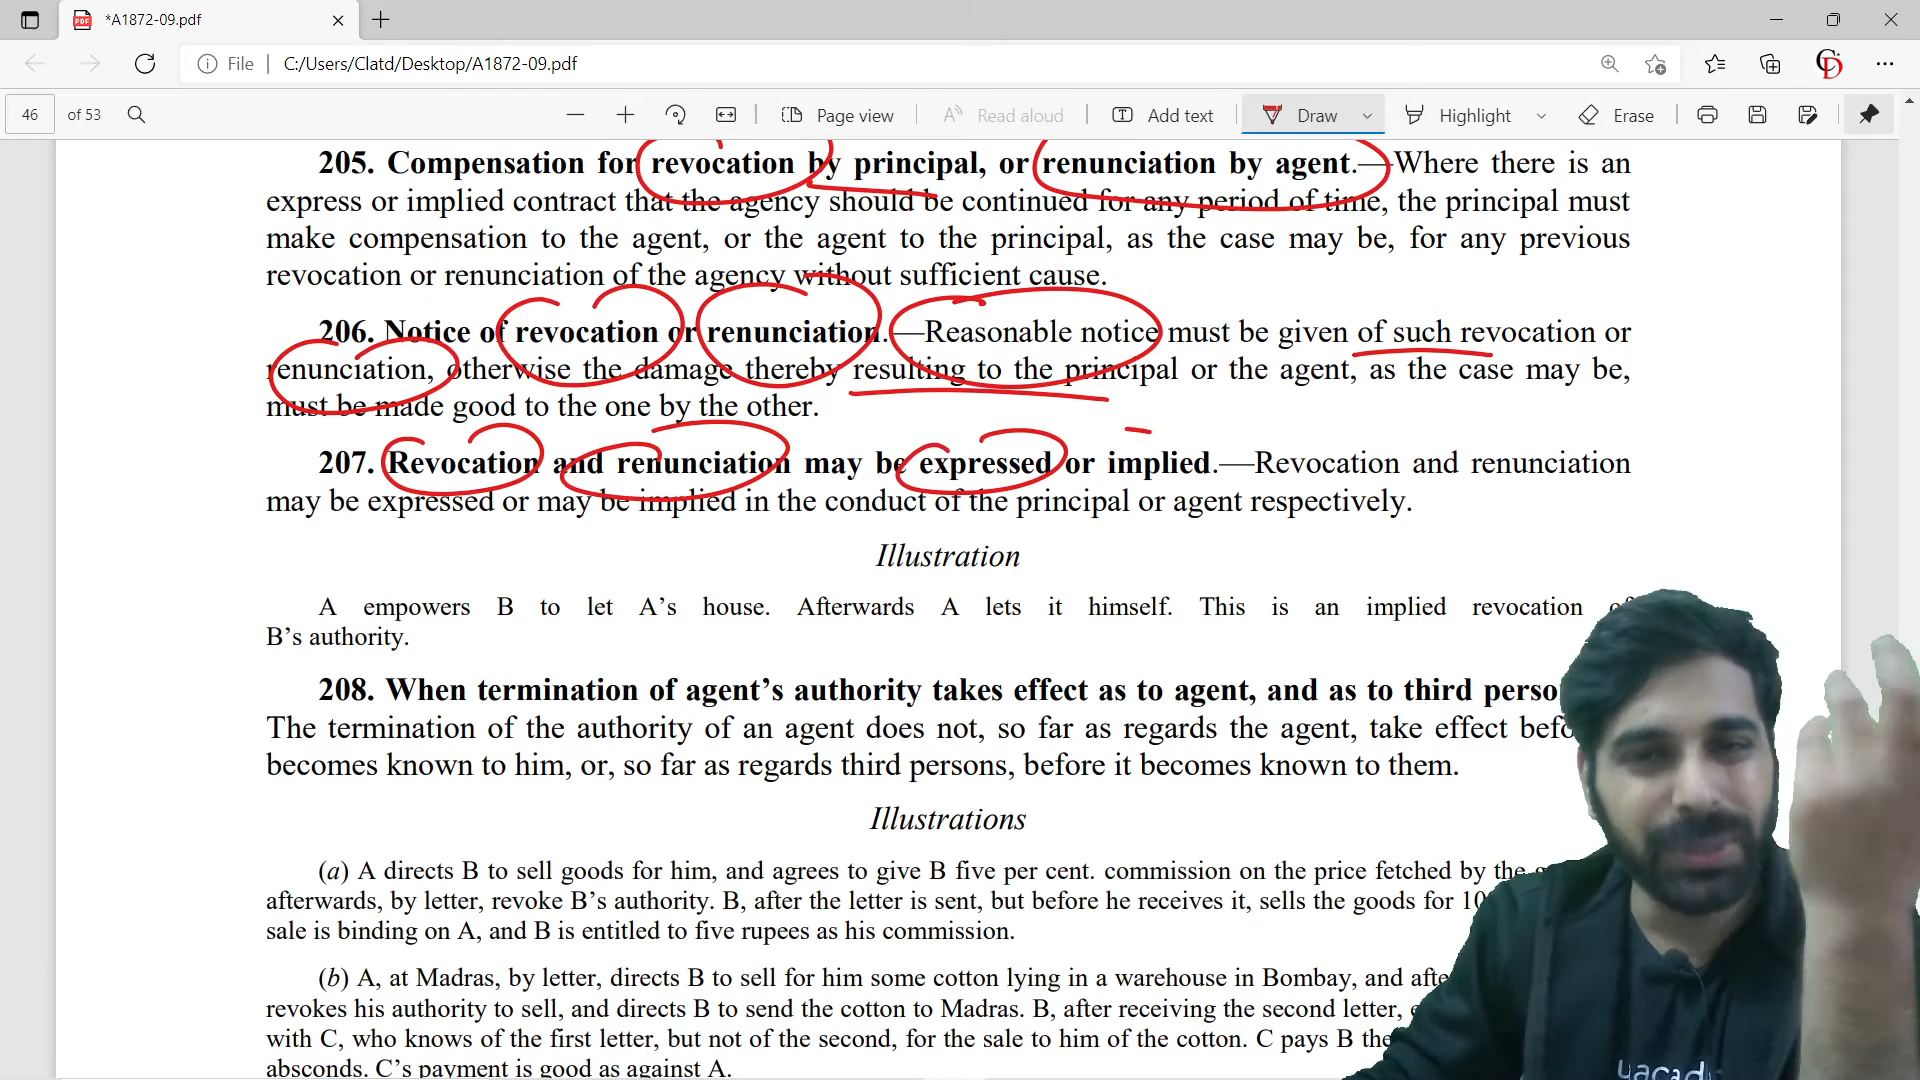 *A1872-09.pdf
File
C:/Users/Clatd/Desktop/A1872-09.pdf
CD
46 of 53
Page view
Read aloud
Add text
Draw
Highlight
Erase
205. Compensation for revocation by principal, or renunciation by agent.—Where there is an
express or implied contract that the agency should be continued for any period of time, the principal must
make compensation to the agent, or the agent to the principal, as the case may be, for any previous
revocation or renunciation of the agency without sufficient cause.
206. Notice of revocation or renunciation.—Reasonable notice must be given of such revocation or
renunciation, otherwise the damage thereby resulting to the principal or the agent, as the case may be,
must be made good to the one by the other.
207. Revocation and renunciation may be expressed or implied.—Revocation and renunciation
may be expressed or may be implied in the conduct of the principal or agent respectively.
Illustration
A empowers B to let A’s house. Afterwards A lets it himself. This is an implied revocation of
B’s authority.
208. When termination of agent’s authority takes effect as to agent, and as to third
The termination of the authority of an agent does not, so far as regards the agent, take effect
becomes known to him, or, so far as regards third persons, before it becomes known to them.
Illustrations
(a) A directs B to sell goods for him, and agrees to give B five per cent. commission on the price fetched by the
afterwards, by letter, revoke B’s authority. B, after the letter is sent, but before he receives it, sells the goods for
sale is binding on A, and B is entitled to five rupees as his commission.
(b) A, at Madras, by letter, directs B to sell for him some cotton lying in a warehouse in Bombay, and
revokes his authority to sell, and directs B to send the cotton to Madras. B, after receiving the second letter,
with C, who knows of the first letter, but not of the second, for the sale to him of the cotton. C pays B
absconds. C’s payment is good as against A.